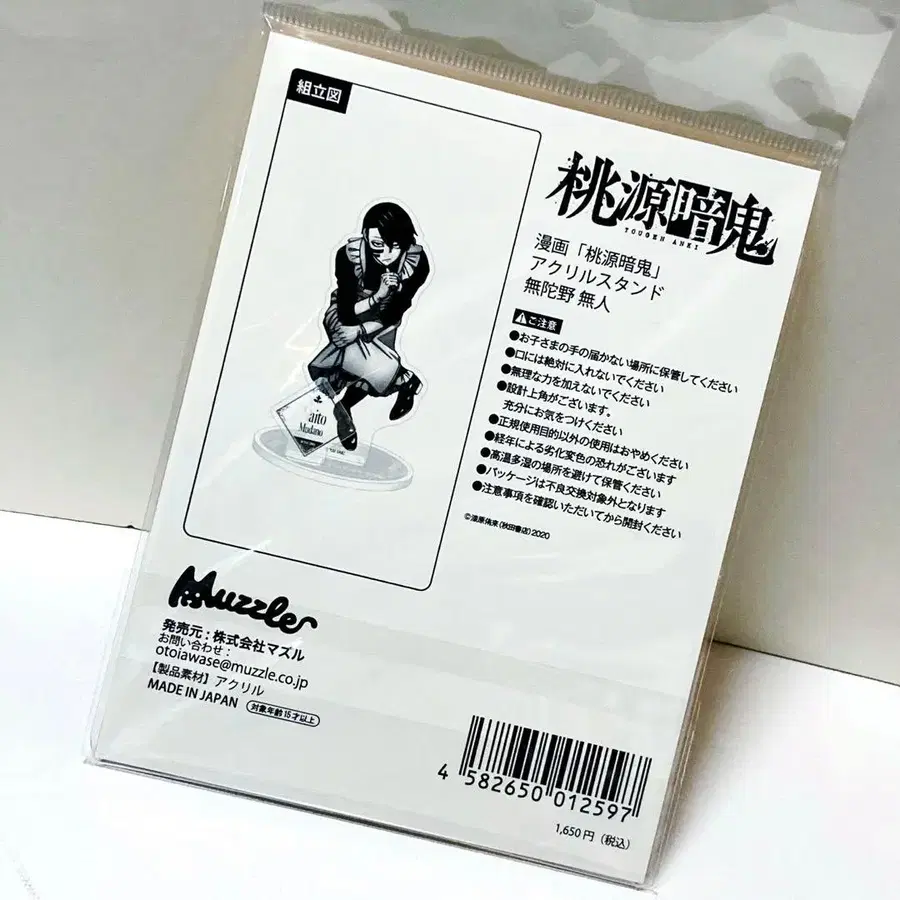 組立図
aito
Mudano
桃源暗鬼
TOUGEN ANKI
漫画「桃源暗鬼」
アクリルスタンド
無陀野 無人
ご注意
●お子さまの手の届かない場所に保管してください
●口には絶対に入れないでください
●無理な力を加えないでください
●設計上角がございます。
充分にお気をつけください
●正規使用目的以外の使用はおやめください
●経年による劣化変色の恐れがございます
●高温多湿の場所を避けて保管ください
●パッケージは不良交換対象外となります
●注意事項を確認いただいてから開封ください
©漆原侑来(秋田書店)2020
Muzzle
発売元：株式会社マズル
お問い合わせ：
otoiawase@muzzle.co.jp
【製品素材】アクリル
MADE IN JAPAN 対象年齢15才以上
4 582650 012597
1,650円（税込）